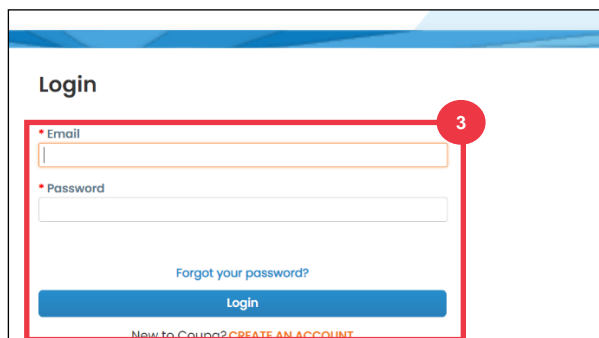 Login
3
* Email
* Password
Forgot your password?
Login
New to Coupa? CREATE AN ACCOUNT